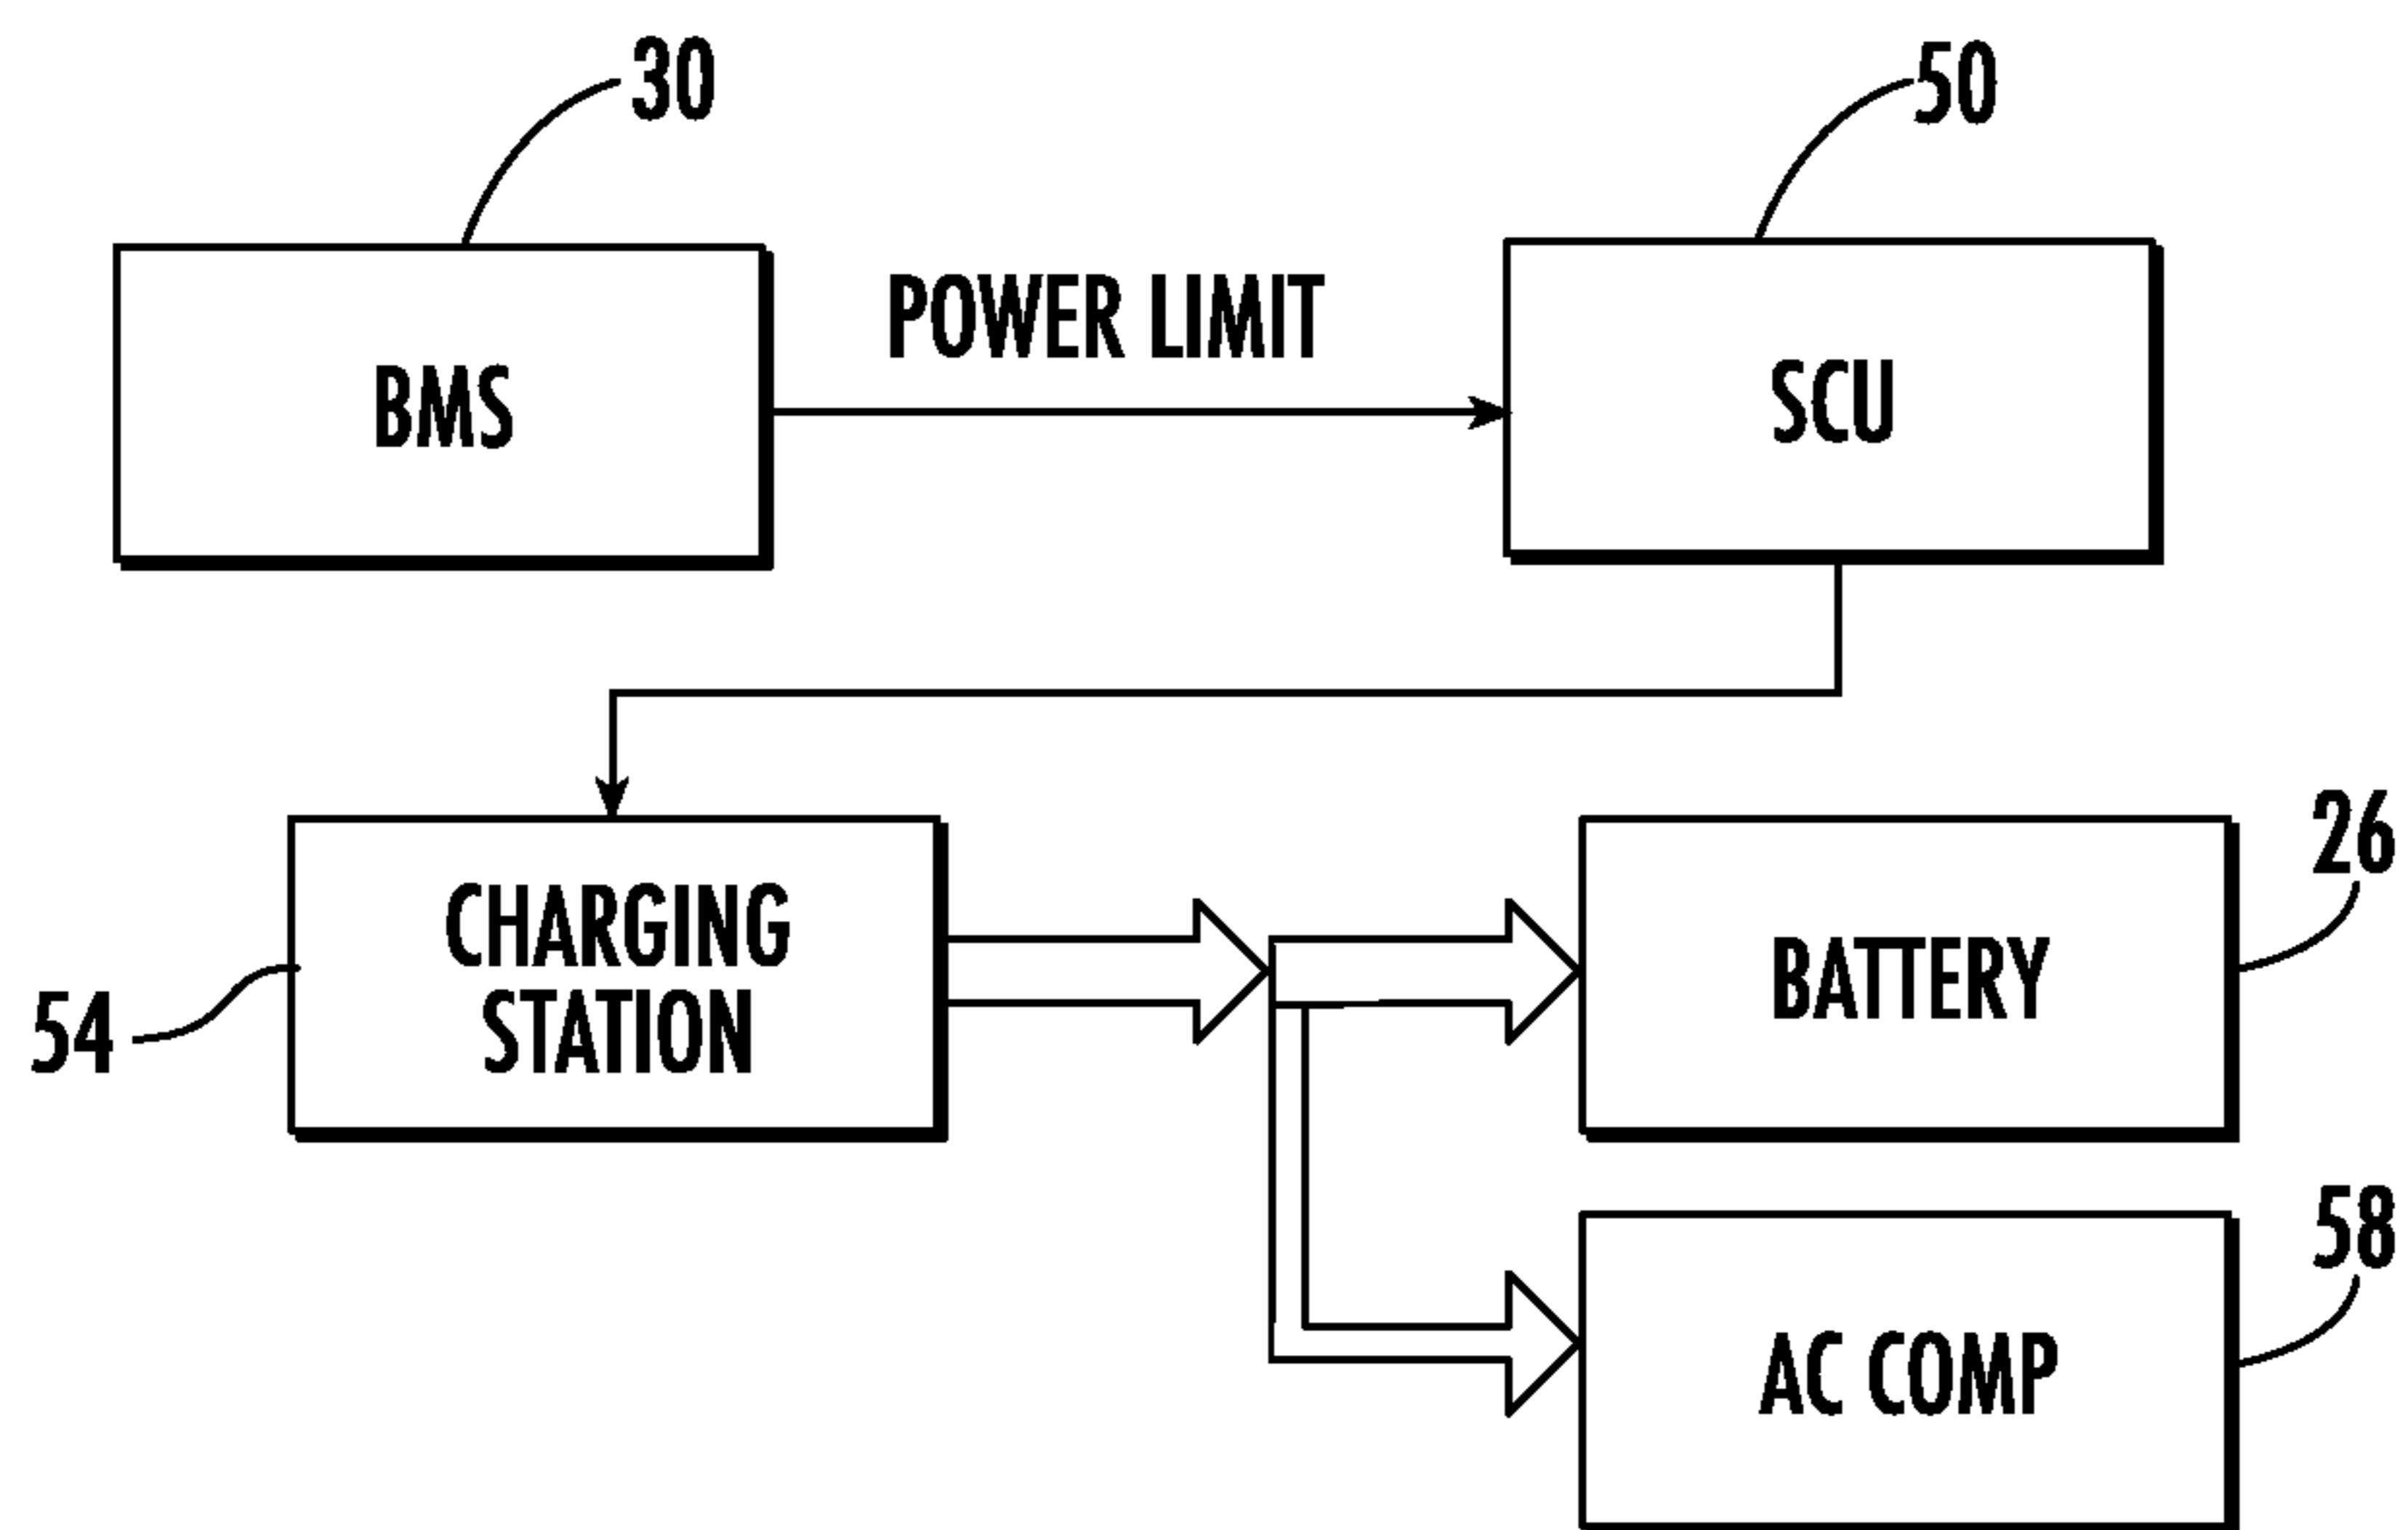 30
50
BMS
POWER LIMIT
SCU
26
CHARGING
STATION
BATTERY
54
58
AC COMP